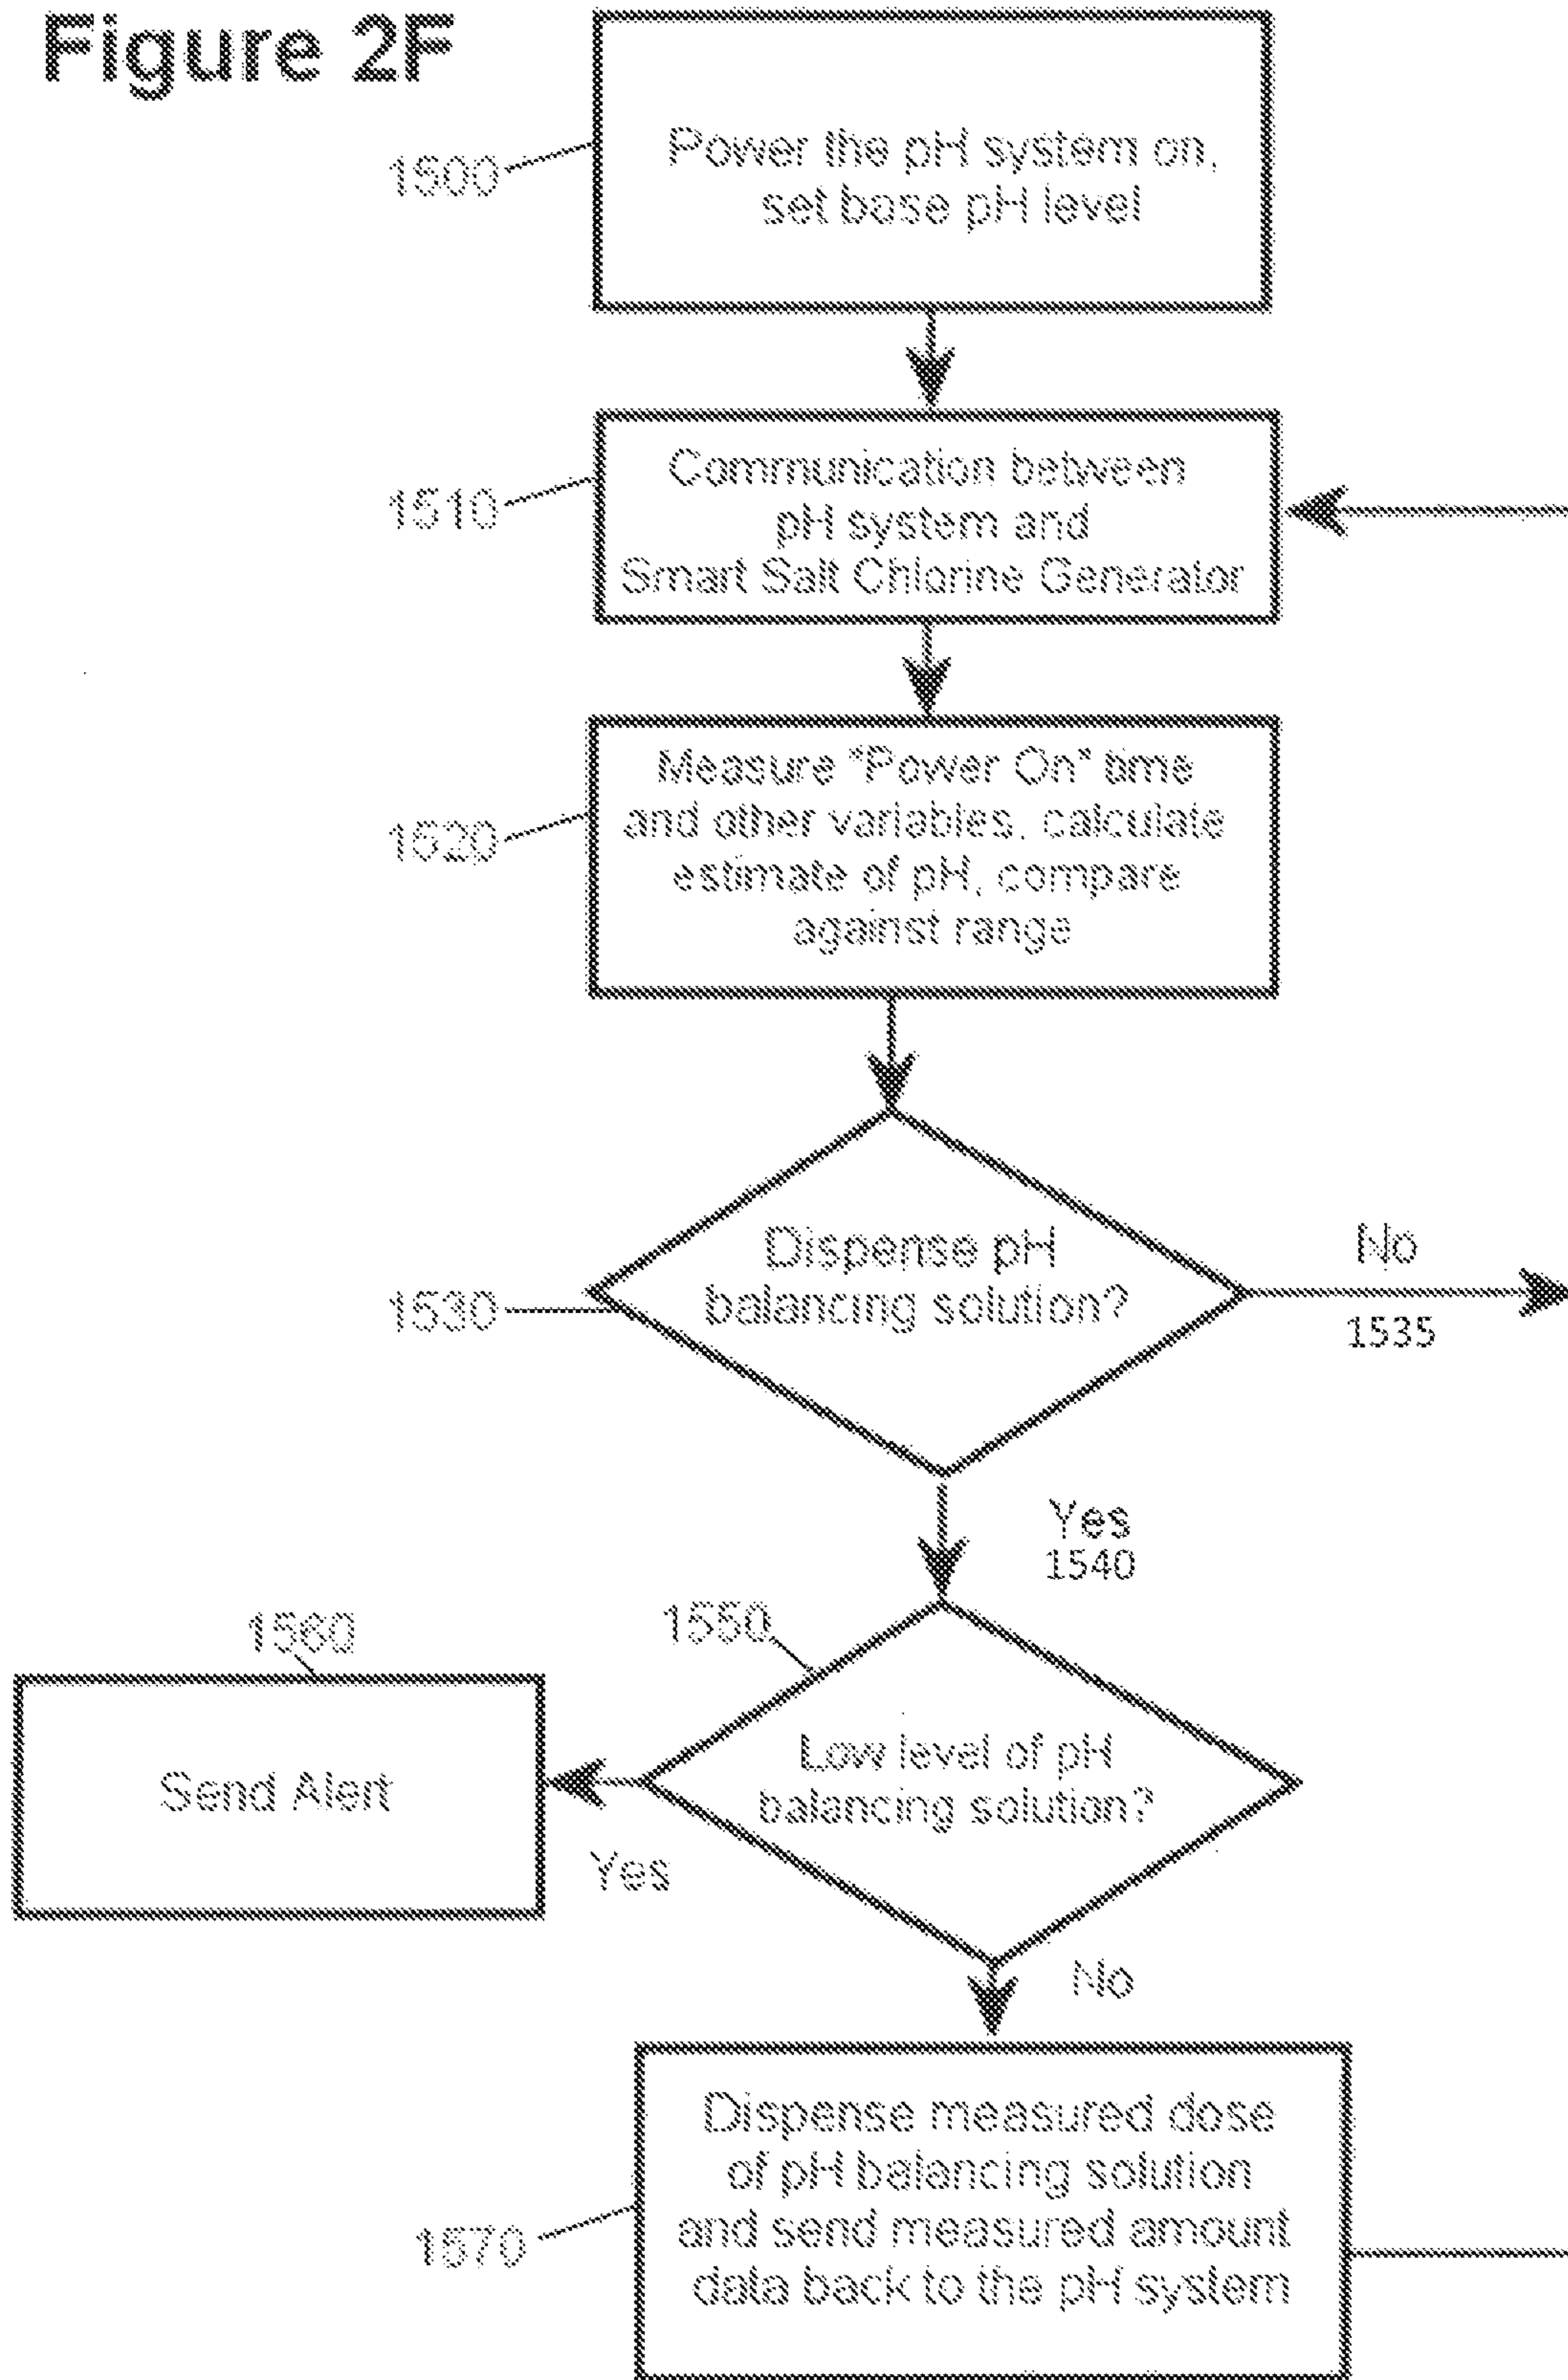 Figure 2F
1500
Power the pH system on,
set base pH level
1510
Communication between
pH system and
Smart Salt Chlorine Generator
1520
Measure "Power On" time
and other variables, calculate
estimate of pH, compare
against range
1530
Dispense pH
balancing solution?
No
1535
Yes
1540
1550
1560
Low level of pH
balancing solution?
Send Alert
Yes
No
1570
Dispense measured dose
of pH balancing solution
and send measured amount
data back to the pH system